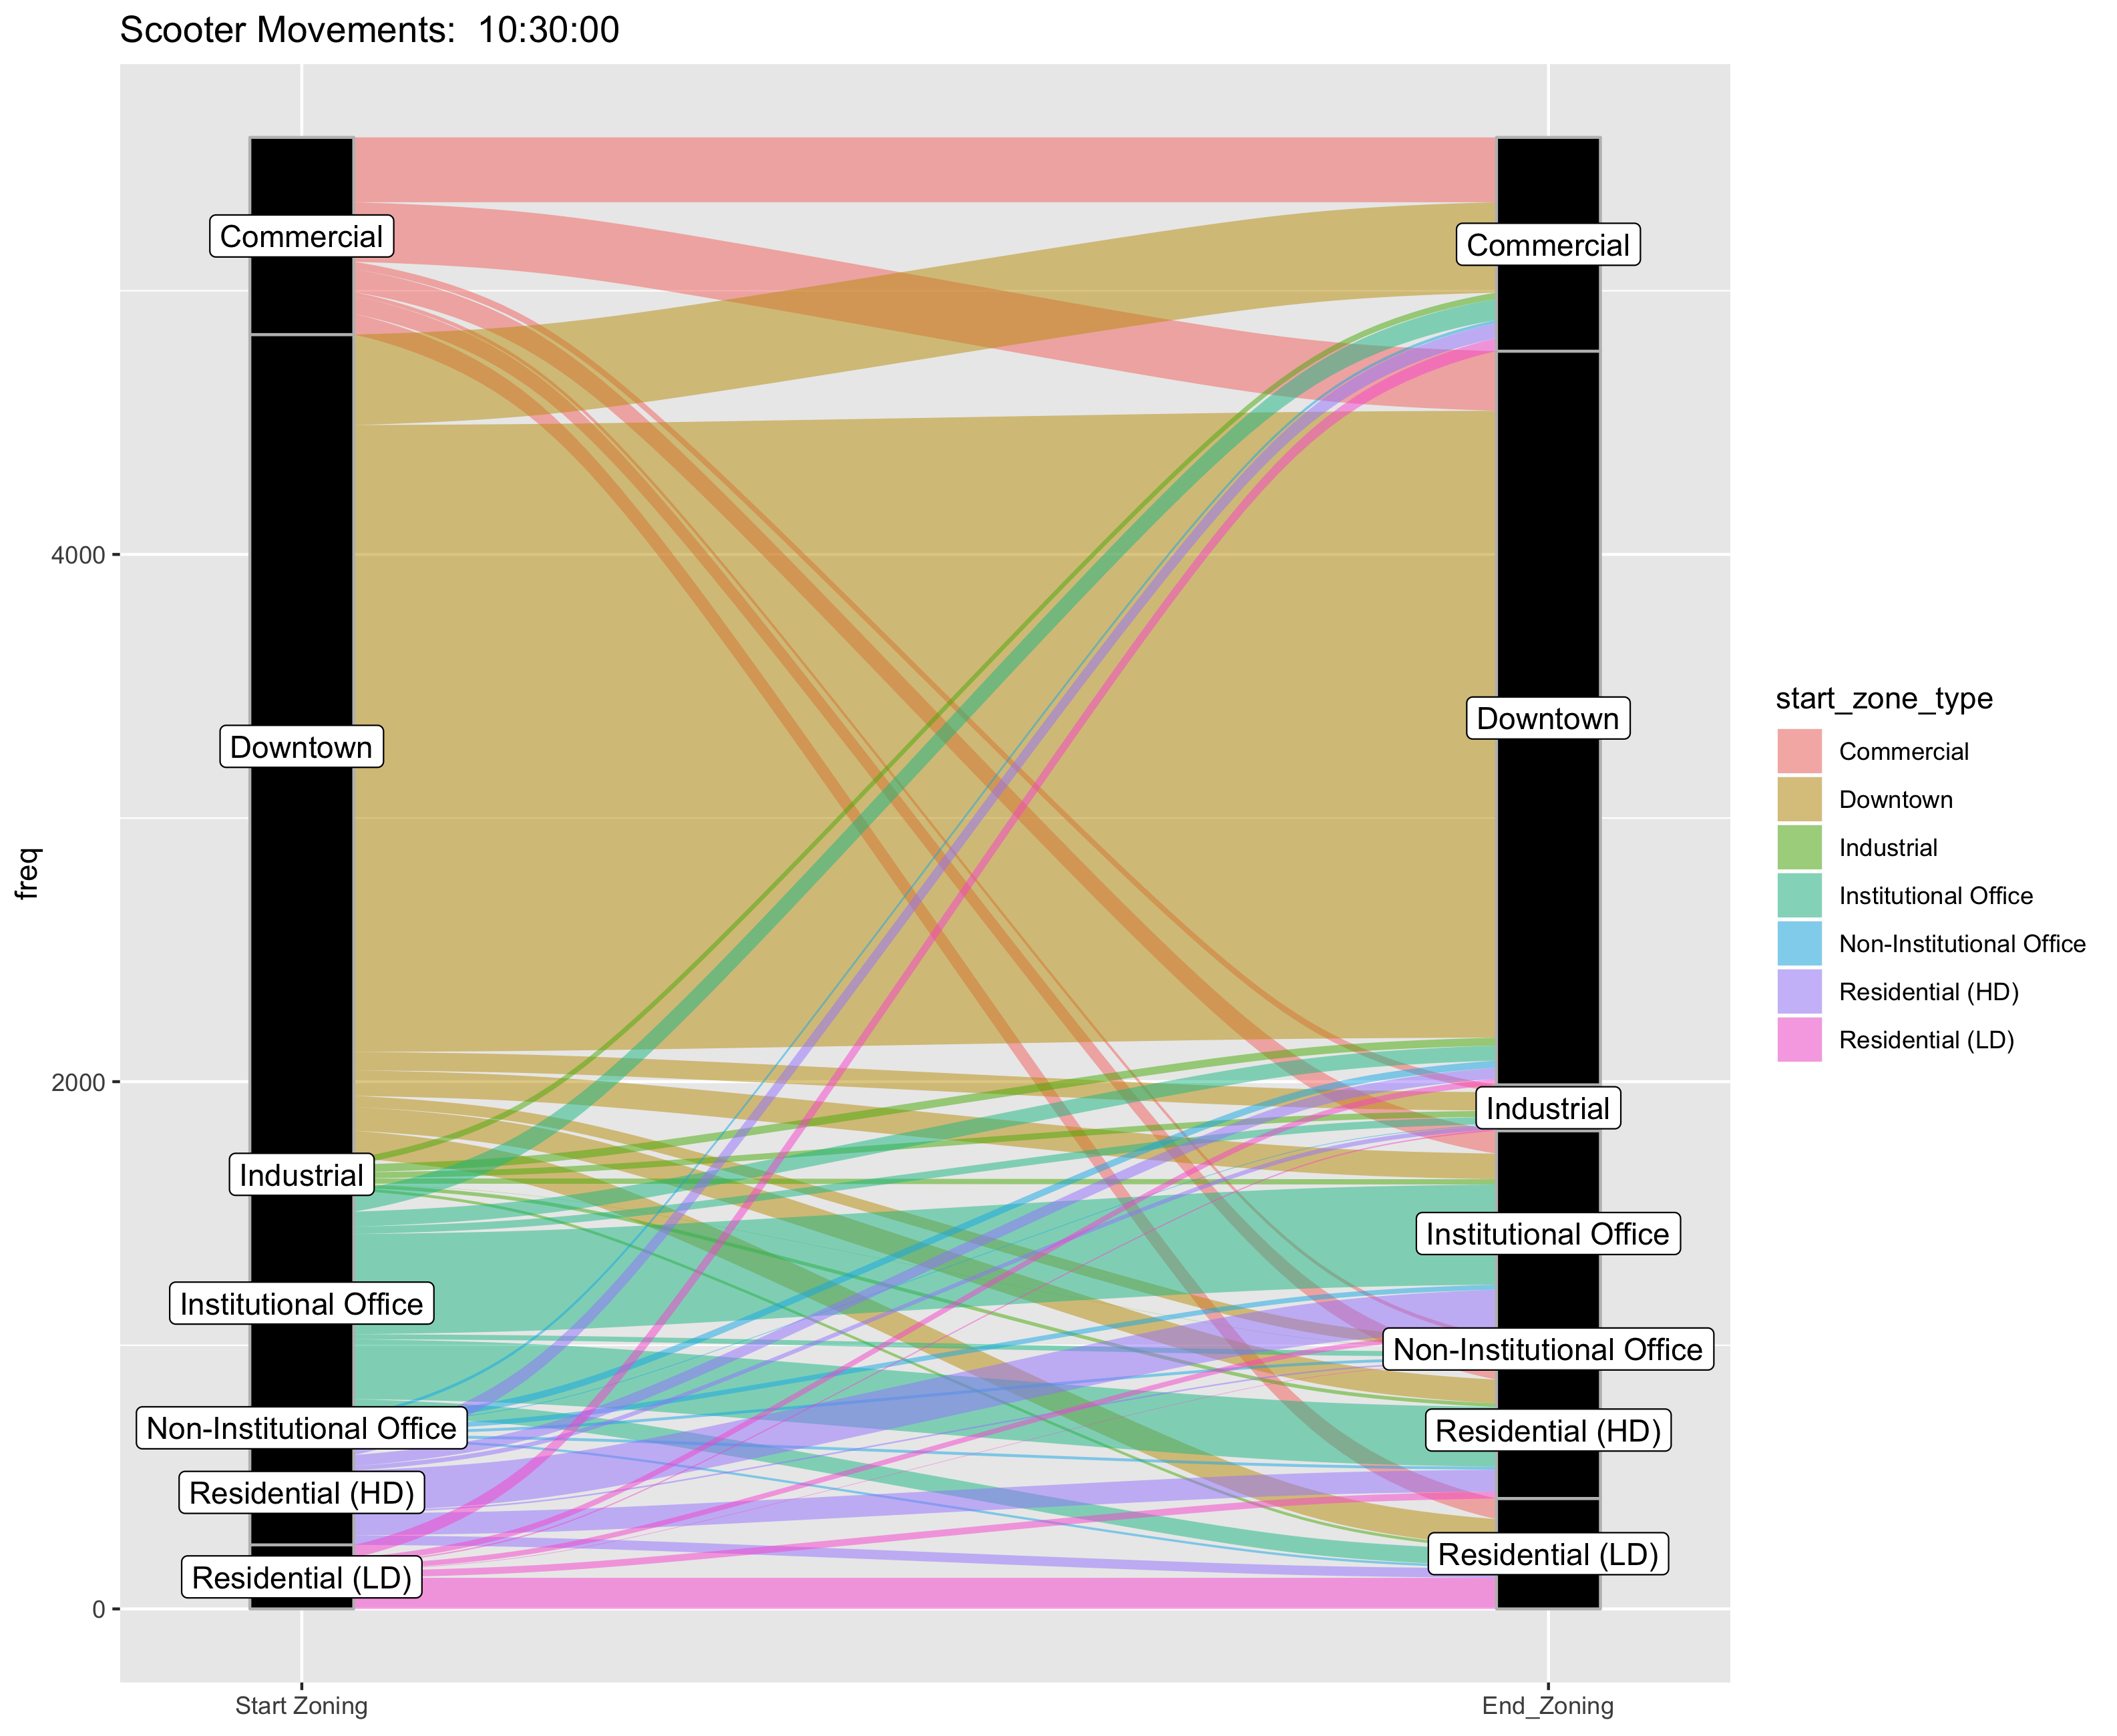 Scooter Movements:  10:30:00
freq
4000
2000
0
Commercial
Downtown
Industrial
Institutional Office
Non-Institutional Office
Residential (HD)
Residential (LD)
Commercial
Downtown
Industrial
Institutional Office
Non-Institutional Office
Residential (HD)
Residential (LD)
Start Zoning
End_Zoning
start_zone_type
Commercial
Downtown
Industrial
Institutional Office
Non-Institutional Office
Residential (HD)
Residential (LD)